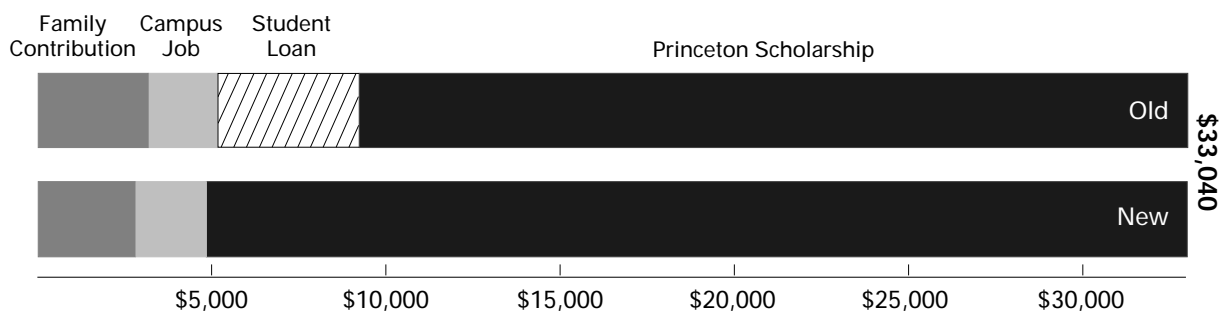 Family Contribution
Campus Job
Student Loan
Princeton Scholarship
Old
$33,040
New
$5,000
$10,000
$15,000
$20,000
$25,000
$30,000